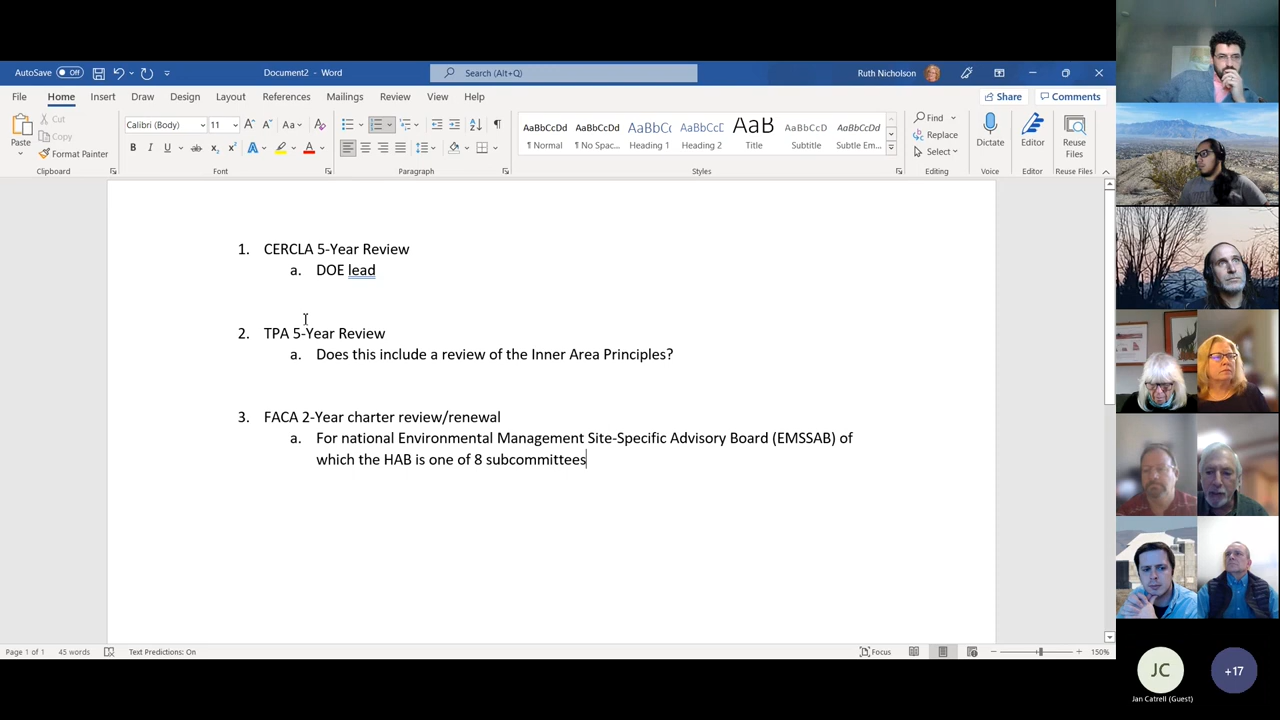 AutoSave Off Document2 - Word Search (Alt+Q) Ruth Nicholson
File Home Insert Draw Design Layout References Mailings Review View Help Share Comments
Paste
Cut
Copy
Format Painter
Clipboard
Calibri (Body) 11
Font
Paragraph
AaBbCcDd AaBbCcDd AaBbCc AaBbCcD AaB AaBbCcD AaBbCcDd
¶ Normal ¶ No Spac... Heading 1 Heading 2 Title Subtitle Subtle Em...
Styles
Find
Replace
Select
Editing
Dictate
Voice
Editor
Editor
Reuse
Files
Reuse Files
1. CERCLA 5-Year Review
a. DOE lead
2. TPA 5-Year Review
a. Does this include a review of the Inner Area Principles?
3. FACA 2-Year charter review/renewal
a. For national Environmental Management Site-Specific Advisory Board (EMSSAB) of
which the HAB is one of 8 subcommittees
Page 1 of 1 45 words Text Predictions: On Focus 150%
JC
Jan Catrell (Guest)
+17